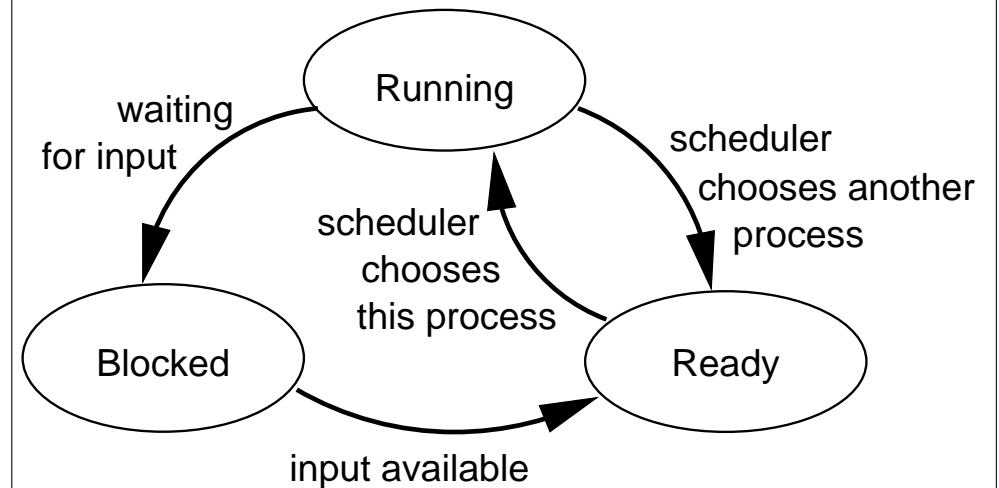 Running
waiting
for input
scheduler
chooses another
process
scheduler
chooses
this process
Blocked
Ready
input available